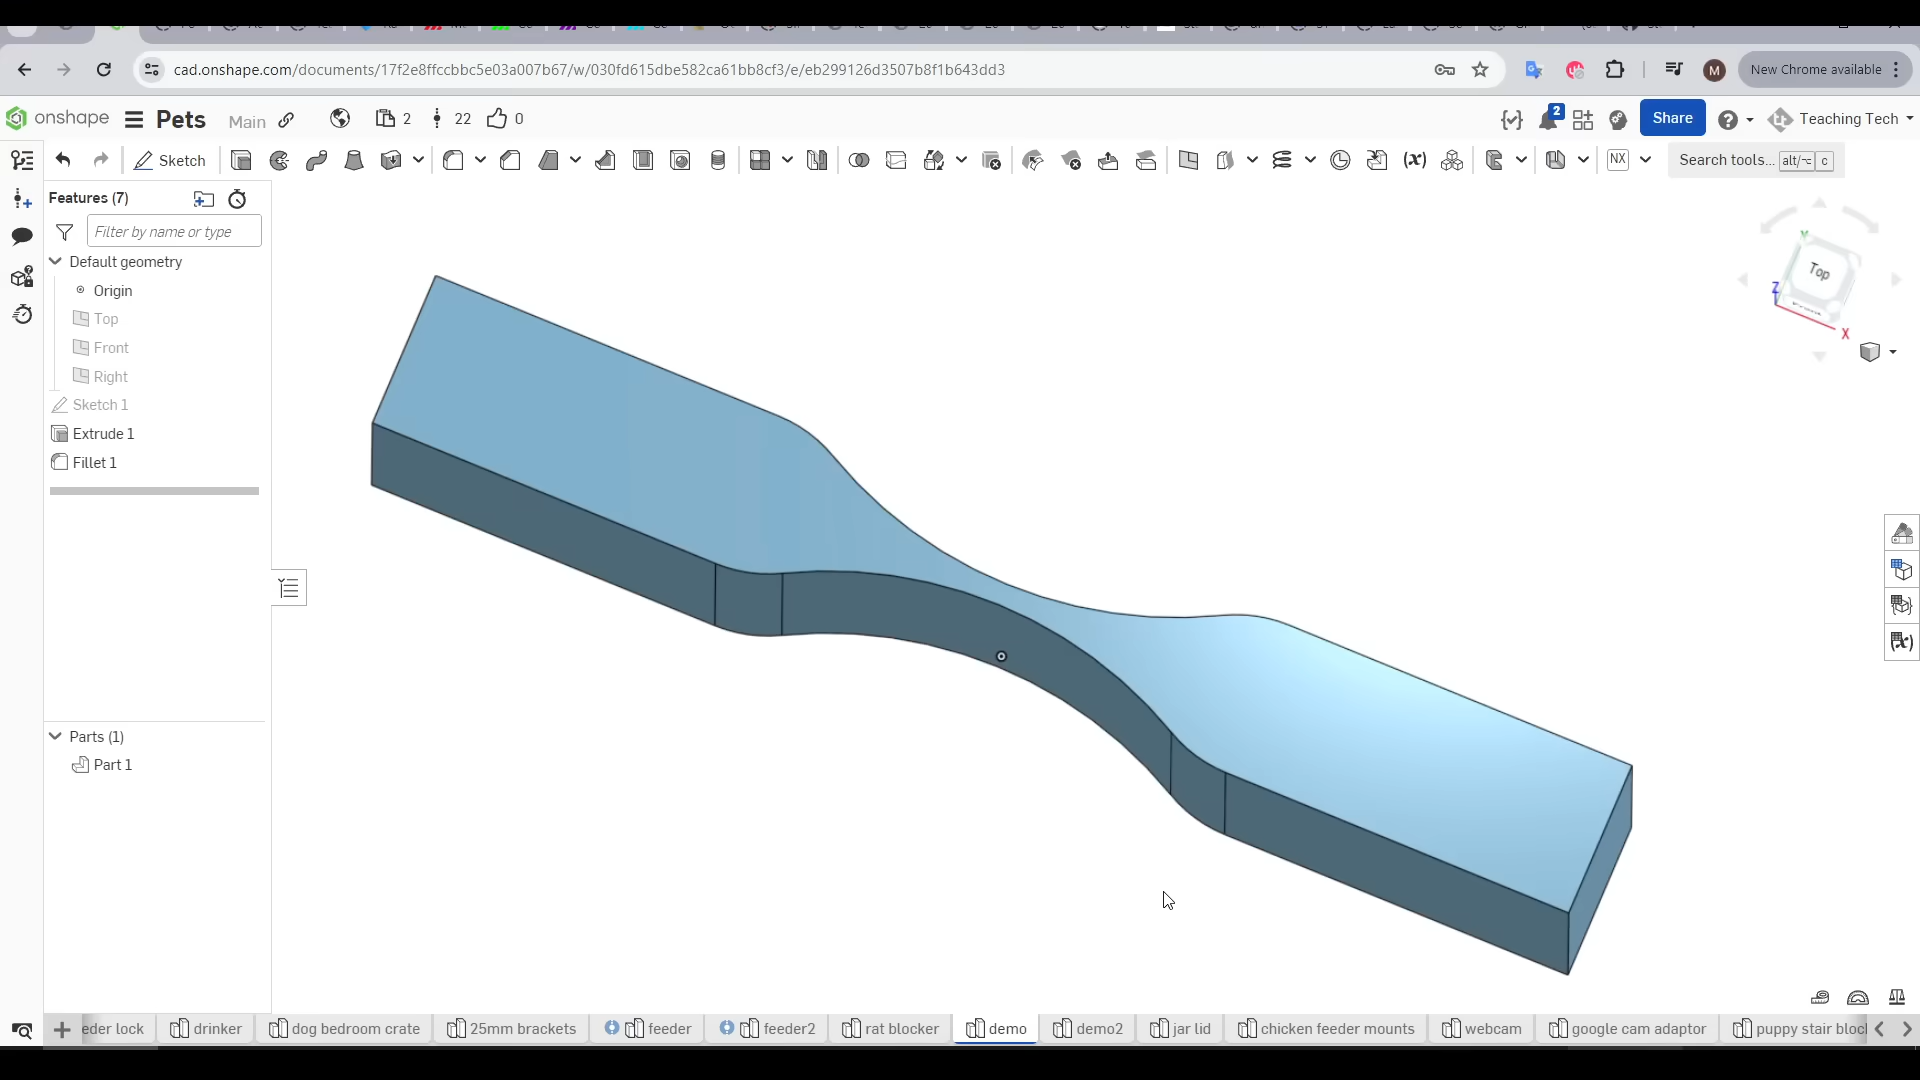 cad.onshape.com/documents/17f2e8ffccbbc5e03a007b67/w/030fd615dbe582ca61bb8cf3/e/eb299126d3507b8f1b643dd3
M
New Chrome available
onshape
Pets
Main
2
22
0
2
Share
Teaching Tech
Sketch
(x)
NX
Search tools...
alt/⌥
c
Features (7)
Filter by name or type
Default geometry
Origin
Top
Front
Right
Sketch 1
Extrude 1
Fillet 1
Parts (1)
Part 1
Y
Top
Z
X
(x)
eder lock
drinker
dog bedroom crate
25mm brackets
feeder
feeder2
rat blocker
demo
demo2
jar lid
chicken feeder mounts
webcam
google cam adaptor
puppy stair bloc